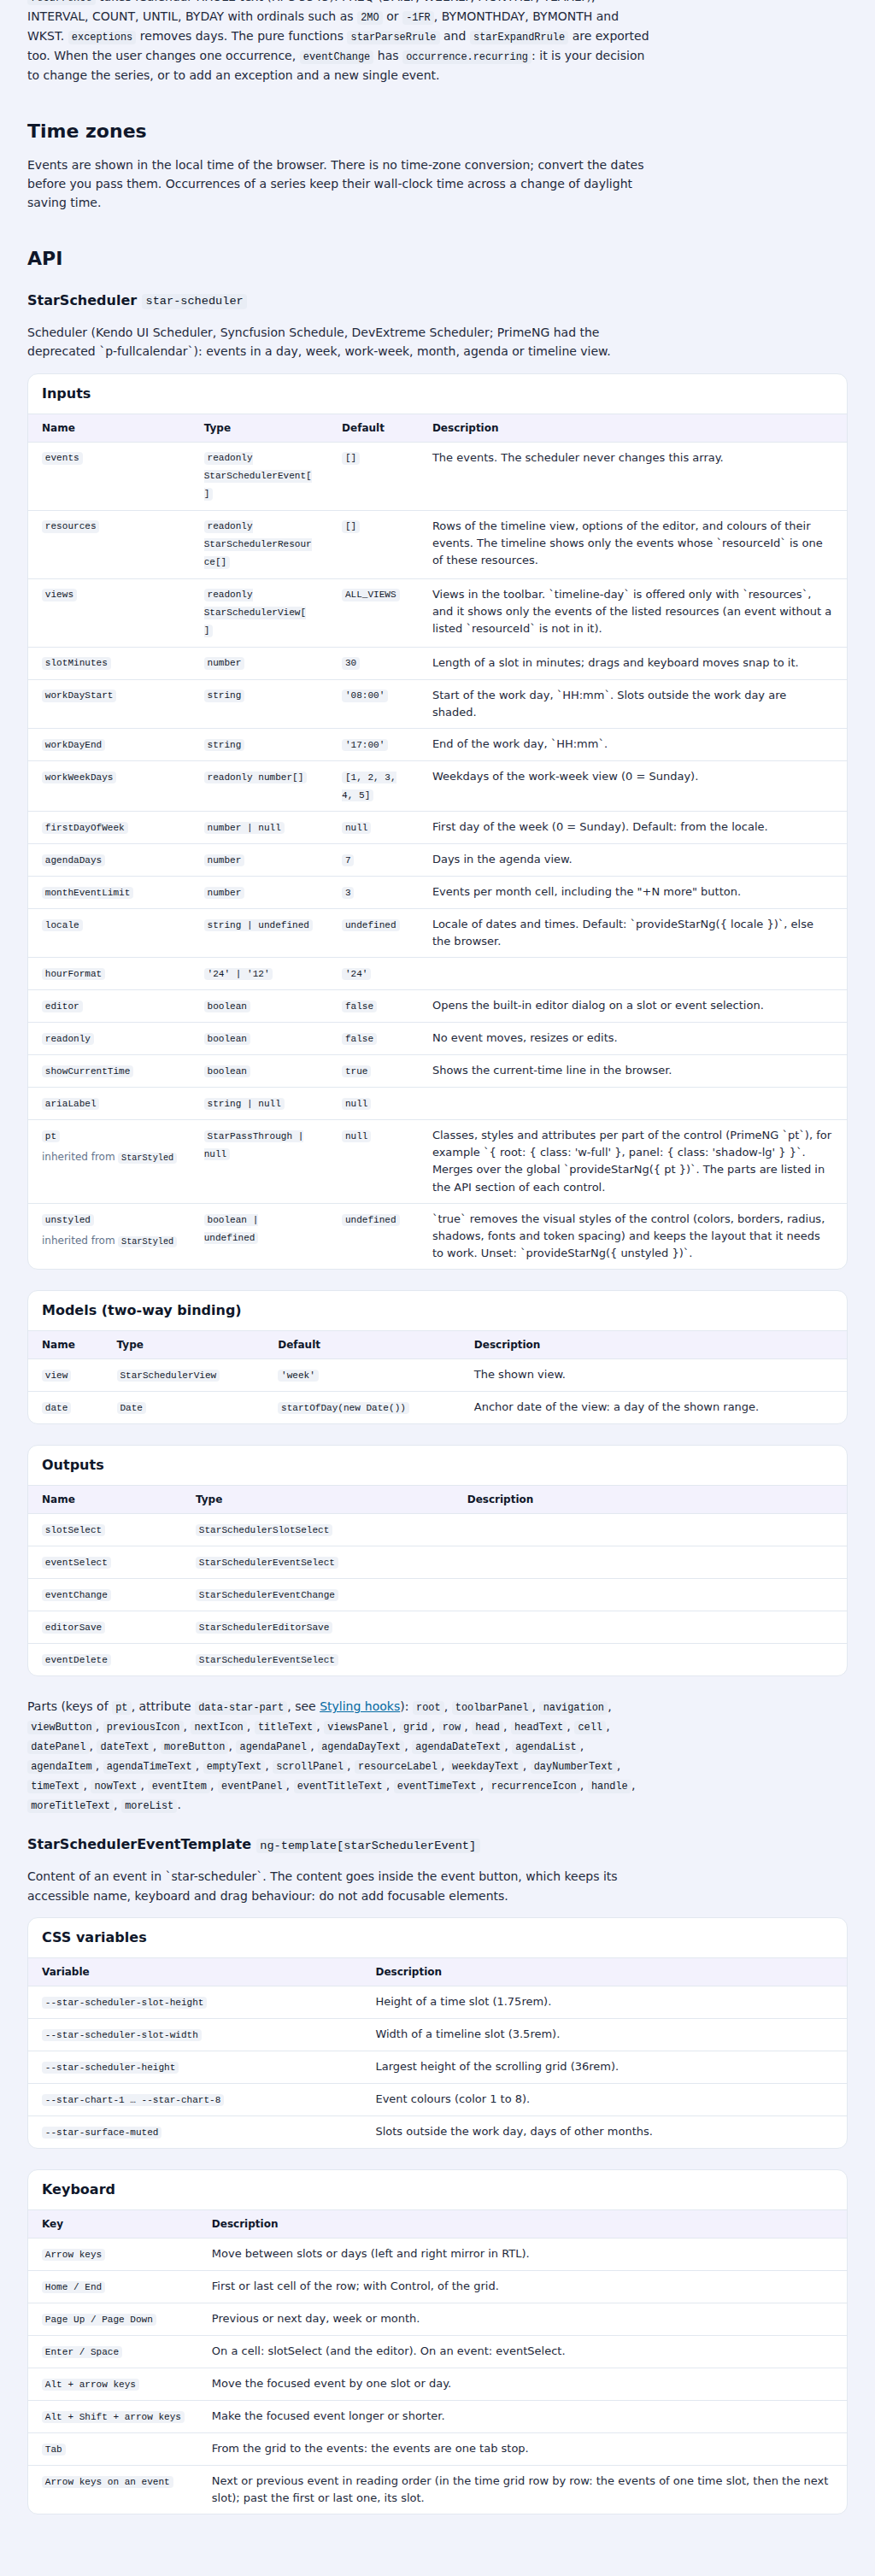 INTERVAL, COUNT, UNTIL, BYDAY with ordinals such as 2MO or -1FR, BYMONTHDAY, BYMONTH and
WKST. exceptions removes days. The pure functions starParseRrule and starExpandRrule are exported
too. When the user changes one occurrence, eventChange has occurrence.recurring: it is your decision
to change the series, or to add an exception and a new single event.
Time zones
Events are shown in the local time of the browser. There is no time-zone conversion; convert the dates
before you pass them. Occurrences of a series keep their wall-clock time across a change of daylight
saving time.
API
StarScheduler star-scheduler
Scheduler (Kendo UI Scheduler, Syncfusion Schedule, DevExtreme Scheduler; PrimeNG had the
deprecated `p-fullcalendar`): events in a day, week, work-week, month, agenda or timeline view.
Inputs
Name Type Default Description
events readonly [] The events. The scheduler never changes this array.
StarSchedulerEvent[
]
resources readonly [] Rows of the timeline view, options of the editor, and colours of their
StarSchedulerResour events. The timeline shows only the events whose `resourceId` is one
ce[] of these resources.
views readonly ALL_VIEWS Views in the toolbar. `timeline-day` is offered only with `resources`,
StarSchedulerView[ and it shows only the events of the listed resources (an event without a
] listed `resourceId` is not in it).
slotMinutes number 30 Length of a slot in minutes; drags and keyboard moves snap to it.
workDayStart string '08:00' Start of the work day, `HH:mm`. Slots outside the work day are
shaded.
workDayEnd string '17:00' End of the work day, `HH:mm`.
workWeekDays readonly number[] [1, 2, 3, Weekdays of the work-week view (0 = Sunday).
4, 5]
firstDayOfWeek number | null null First day of the week (0 = Sunday). Default: from the locale.
agendaDays number 7 Days in the agenda view.
monthEventLimit number 3 Events per month cell, including the "+N more" button.
locale string | undefined undefined Locale of dates and times. Default: `provideStarNg({ locale })`, else
the browser.
hourFormat '24' | '12' '24'
editor boolean false Opens the built-in editor dialog on a slot or event selection.
readonly boolean false No event moves, resizes or edits.
showCurrentTime boolean true Shows the current-time line in the browser.
ariaLabel string | null null
pt StarPassThrough | null Classes, styles and attributes per part of the control (PrimeNG `pt`), for
inherited from StarStyled null example `{ root: { class: 'w-full' }, panel: { class: 'shadow-lg' } }`.
Merges over the global `provideStarNg({ pt })`. The parts are listed in
the API section of each control.
unstyled boolean | undefined `true` removes the visual styles of the control (colors, borders, radius,
inherited from StarStyled undefined shadows, fonts and token spacing) and keeps the layout that it needs
to work. Unset: `provideStarNg({ unstyled })`.
Models (two-way binding)
Name Type Default Description
view StarSchedulerView 'week' The shown view.
date Date startOfDay(new Date()) Anchor date of the view: a day of the shown range.
Outputs
Name Type Description
slotSelect StarSchedulerSlotSelect
eventSelect StarSchedulerEventSelect
eventChange StarSchedulerEventChange
editorSave StarSchedulerEditorSave
eventDelete StarSchedulerEventSelect
Parts (keys of pt, attribute data-star-part, see Styling hooks): root, toolbarPanel, navigation,
viewButton, previousIcon, nextIcon, titleText, viewsPanel, grid, row, head, headText, cell,
datePanel, dateText, moreButton, agendaPanel, agendaDayText, agendaDateText, agendaList,
agendaItem, agendaTimeText, emptyText, scrollPanel, resourceLabel, weekdayText, dayNumberText,
timeText, nowText, eventItem, eventPanel, eventTitleText, eventTimeText, recurrenceIcon, handle,
moreTitleText, moreList.
StarSchedulerEventTemplate ng-template[starSchedulerEvent]
Content of an event in `star-scheduler`. The content goes inside the event button, which keeps its
accessible name, keyboard and drag behaviour: do not add focusable elements.
CSS variables
Variable Description
--star-scheduler-slot-height Height of a time slot (1.75rem).
--star-scheduler-slot-width Width of a timeline slot (3.5rem).
--star-scheduler-height Largest height of the scrolling grid (36rem).
--star-chart-1 … --star-chart-8 Event colours (color 1 to 8).
--star-surface-muted Slots outside the work day, days of other months.
Keyboard
Key Description
Arrow keys Move between slots or days (left and right mirror in RTL).
Home / End First or last cell of the row; with Control, of the grid.
Page Up / Page Down Previous or next day, week or month.
Enter / Space On a cell: slotSelect (and the editor). On an event: eventSelect.
Alt + arrow keys Move the focused event by one slot or day.
Alt + Shift + arrow keys Make the focused event longer or shorter.
Tab From the grid to the events: the events are one tab stop.
Arrow keys on an event Next or previous event in reading order (in the time grid row by row: the events of one time slot, then the next
slot); past the first or last one, its slot.